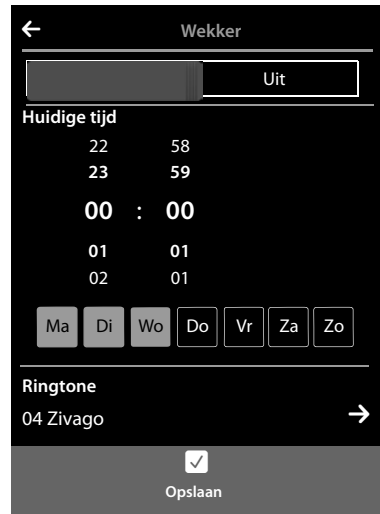 Wekker
Uit
Huidige tijd
22 58
23 59
00 : 00
01 01
02 01
Ma Di Wo Do Vr Za Zo
Ringtone
04 Zivago
Opslaan